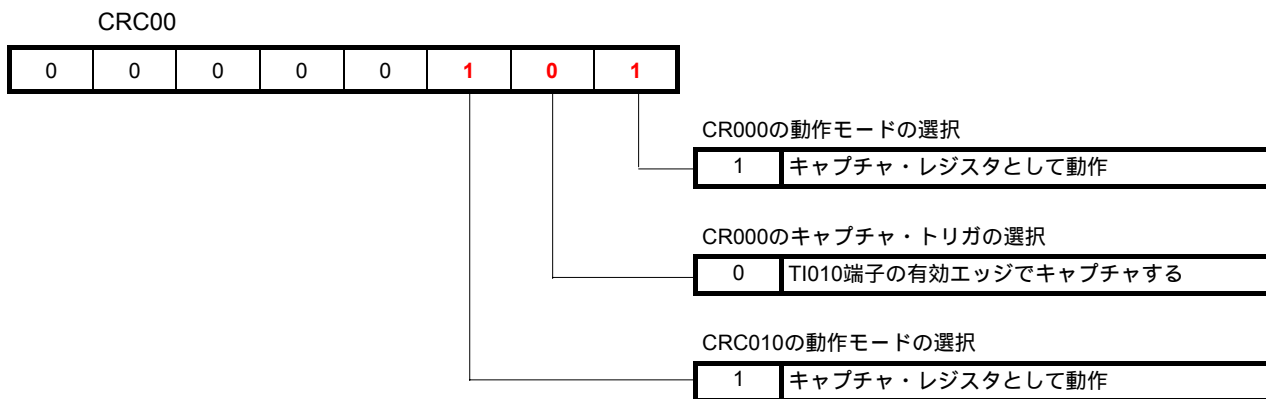 CRC00
0 0 0 0 0 1 0 1
CR000の動作モードの選択
1 キャプチャ・レジスタとして動作
CR000のキャプチャ・トリガの選択
0 TI010端子の有効エッジでキャプチャする
CRC010の動作モードの選択
1 キャプチャ・レジスタとして動作